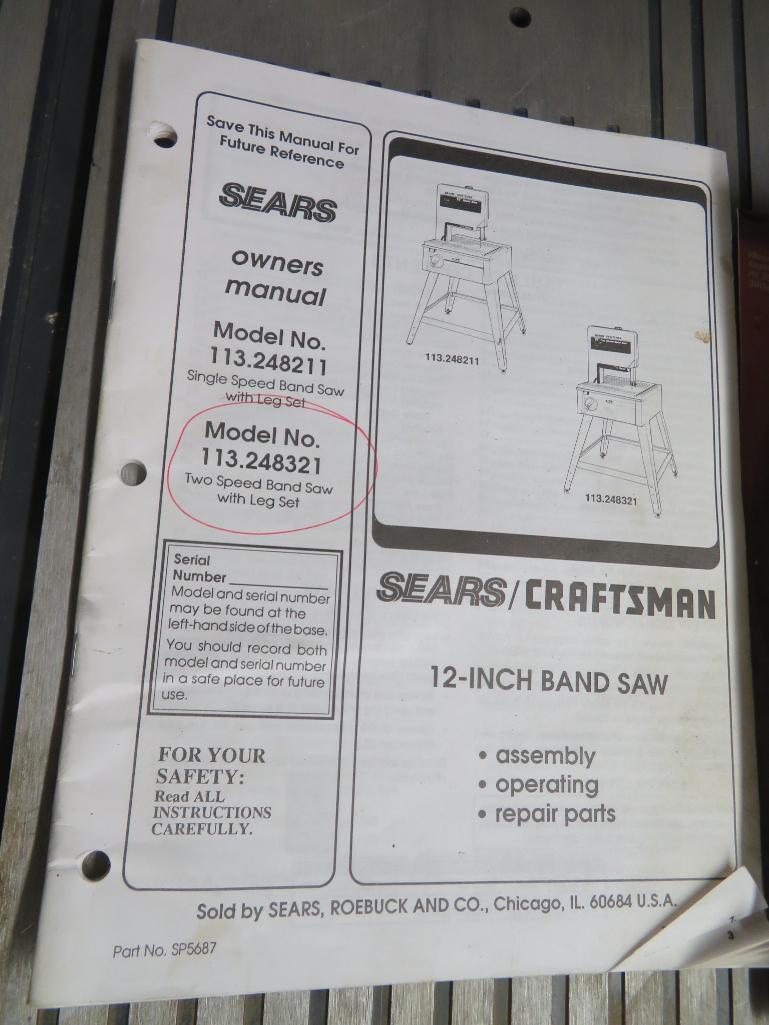 Save This Manual For
Future Reference
SEARS
owners
manual
Model No.
113.248211
Single Speed Band Saw
with Leg Set
Model No.
113.248321
Two Speed Band Saw
with Leg Set
Serial
Number
Model and serial number
may be found at the
left-hand side of the base.
You should record both
model and serial number
in a safe place for future
use.
FOR YOUR
SAFETY:
Read ALL
INSTRUCTIONS
CAREFULLY.
113.248211
113.248321
SEARS/CRAFTSMAN
12-INCH BAND SAW
• assembly
• operating
• repair parts
Sold by SEARS, ROEBUCK AND CO., Chicago, IL. 60684 U.S.A.
Part No. SP5687
3